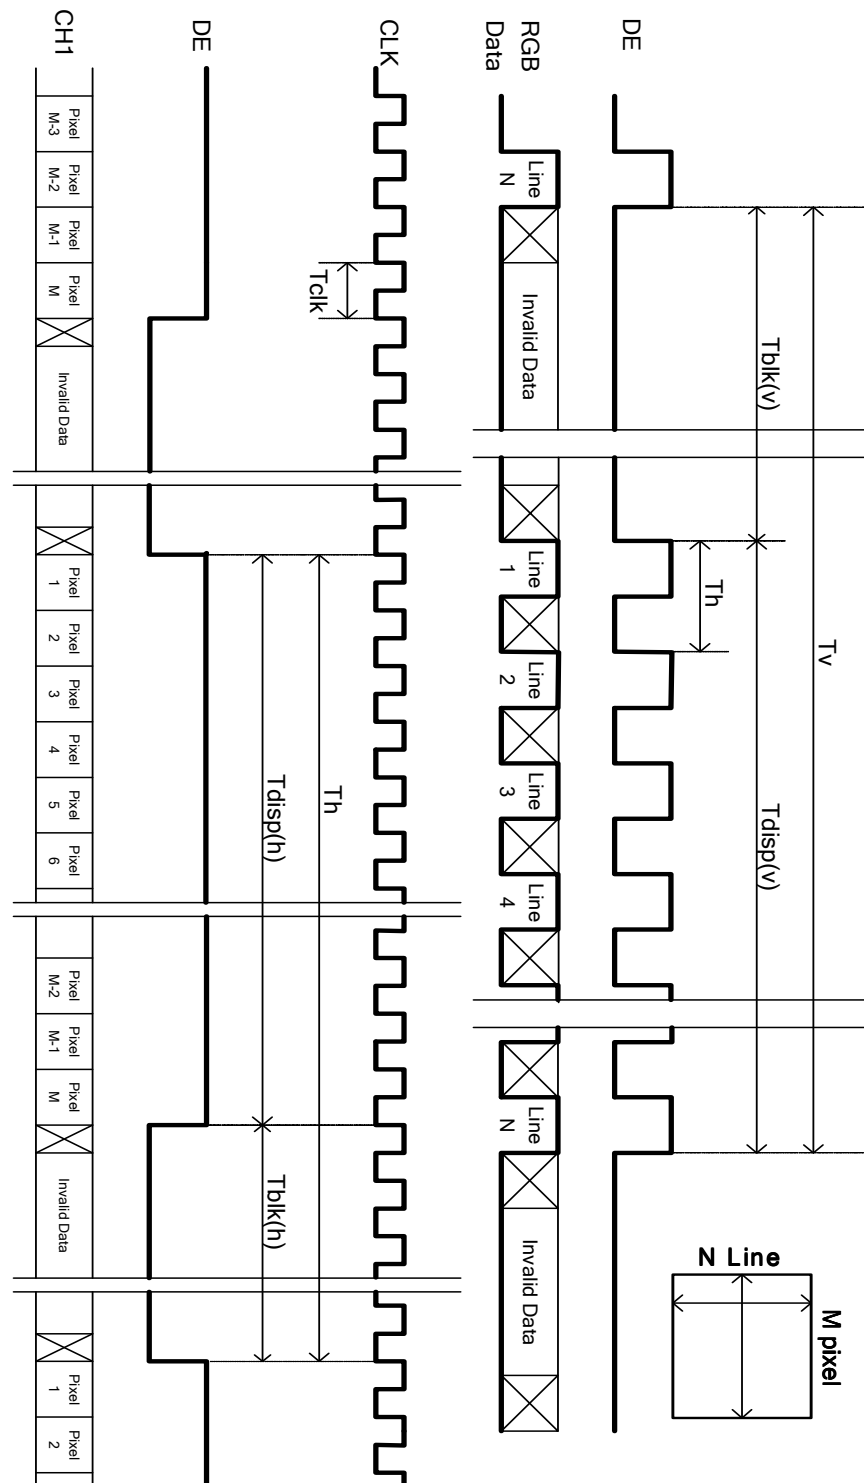 Tv
Tblk(v)
Tdisp(v)
Th
DE
RGB
Data
Line
N
Invalid Data
Line
1
Line
2
Line
3
Line
4
Line
N
Invalid Data
N Line
M pixel
CLK
Tclk
Th
Tdisp(h)
Tblk(h)
DE
CH1
Pixel
M-3
Pixel
M-2
Pixel
M-1
Pixel
M
Invalid Data
Pixel
1
Pixel
2
Pixel
3
Pixel
4
Pixel
5
Pixel
6
Pixel
M-2
Pixel
M-1
Pixel
M
Invalid Data
Pixel
1
Pixel
2